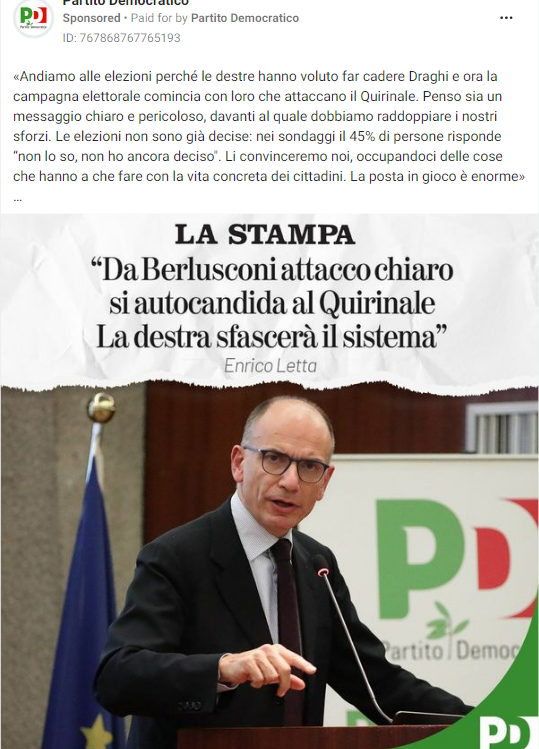 Partito Democratico
Sponsored • Paid for by Partito Democratico
ID: 767868767765193
«Andiamo alle elezioni perché le destre hanno voluto far cadere Draghi e ora la
campagna elettorale comincia con loro che attaccano il Quirinale. Penso sia un
messaggio chiaro e pericoloso, davanti al quale dobbiamo raddoppiare i nostri
sforzi. Le elezioni non sono già decise: nei sondaggi il 45% di persone risponde
“non lo so, non ho ancora deciso". Li convinceremo noi, occupandoci delle cose
che hanno a che fare con la vita concreta dei cittadini. La posta in gioco è enorme»
...
LA STAMPA
“Da Berlusconi attacco chiaro
si autocandida al Quirinale
La destra sfascerà il sistema”
Enrico Letta
PD
Partito Democ
PD